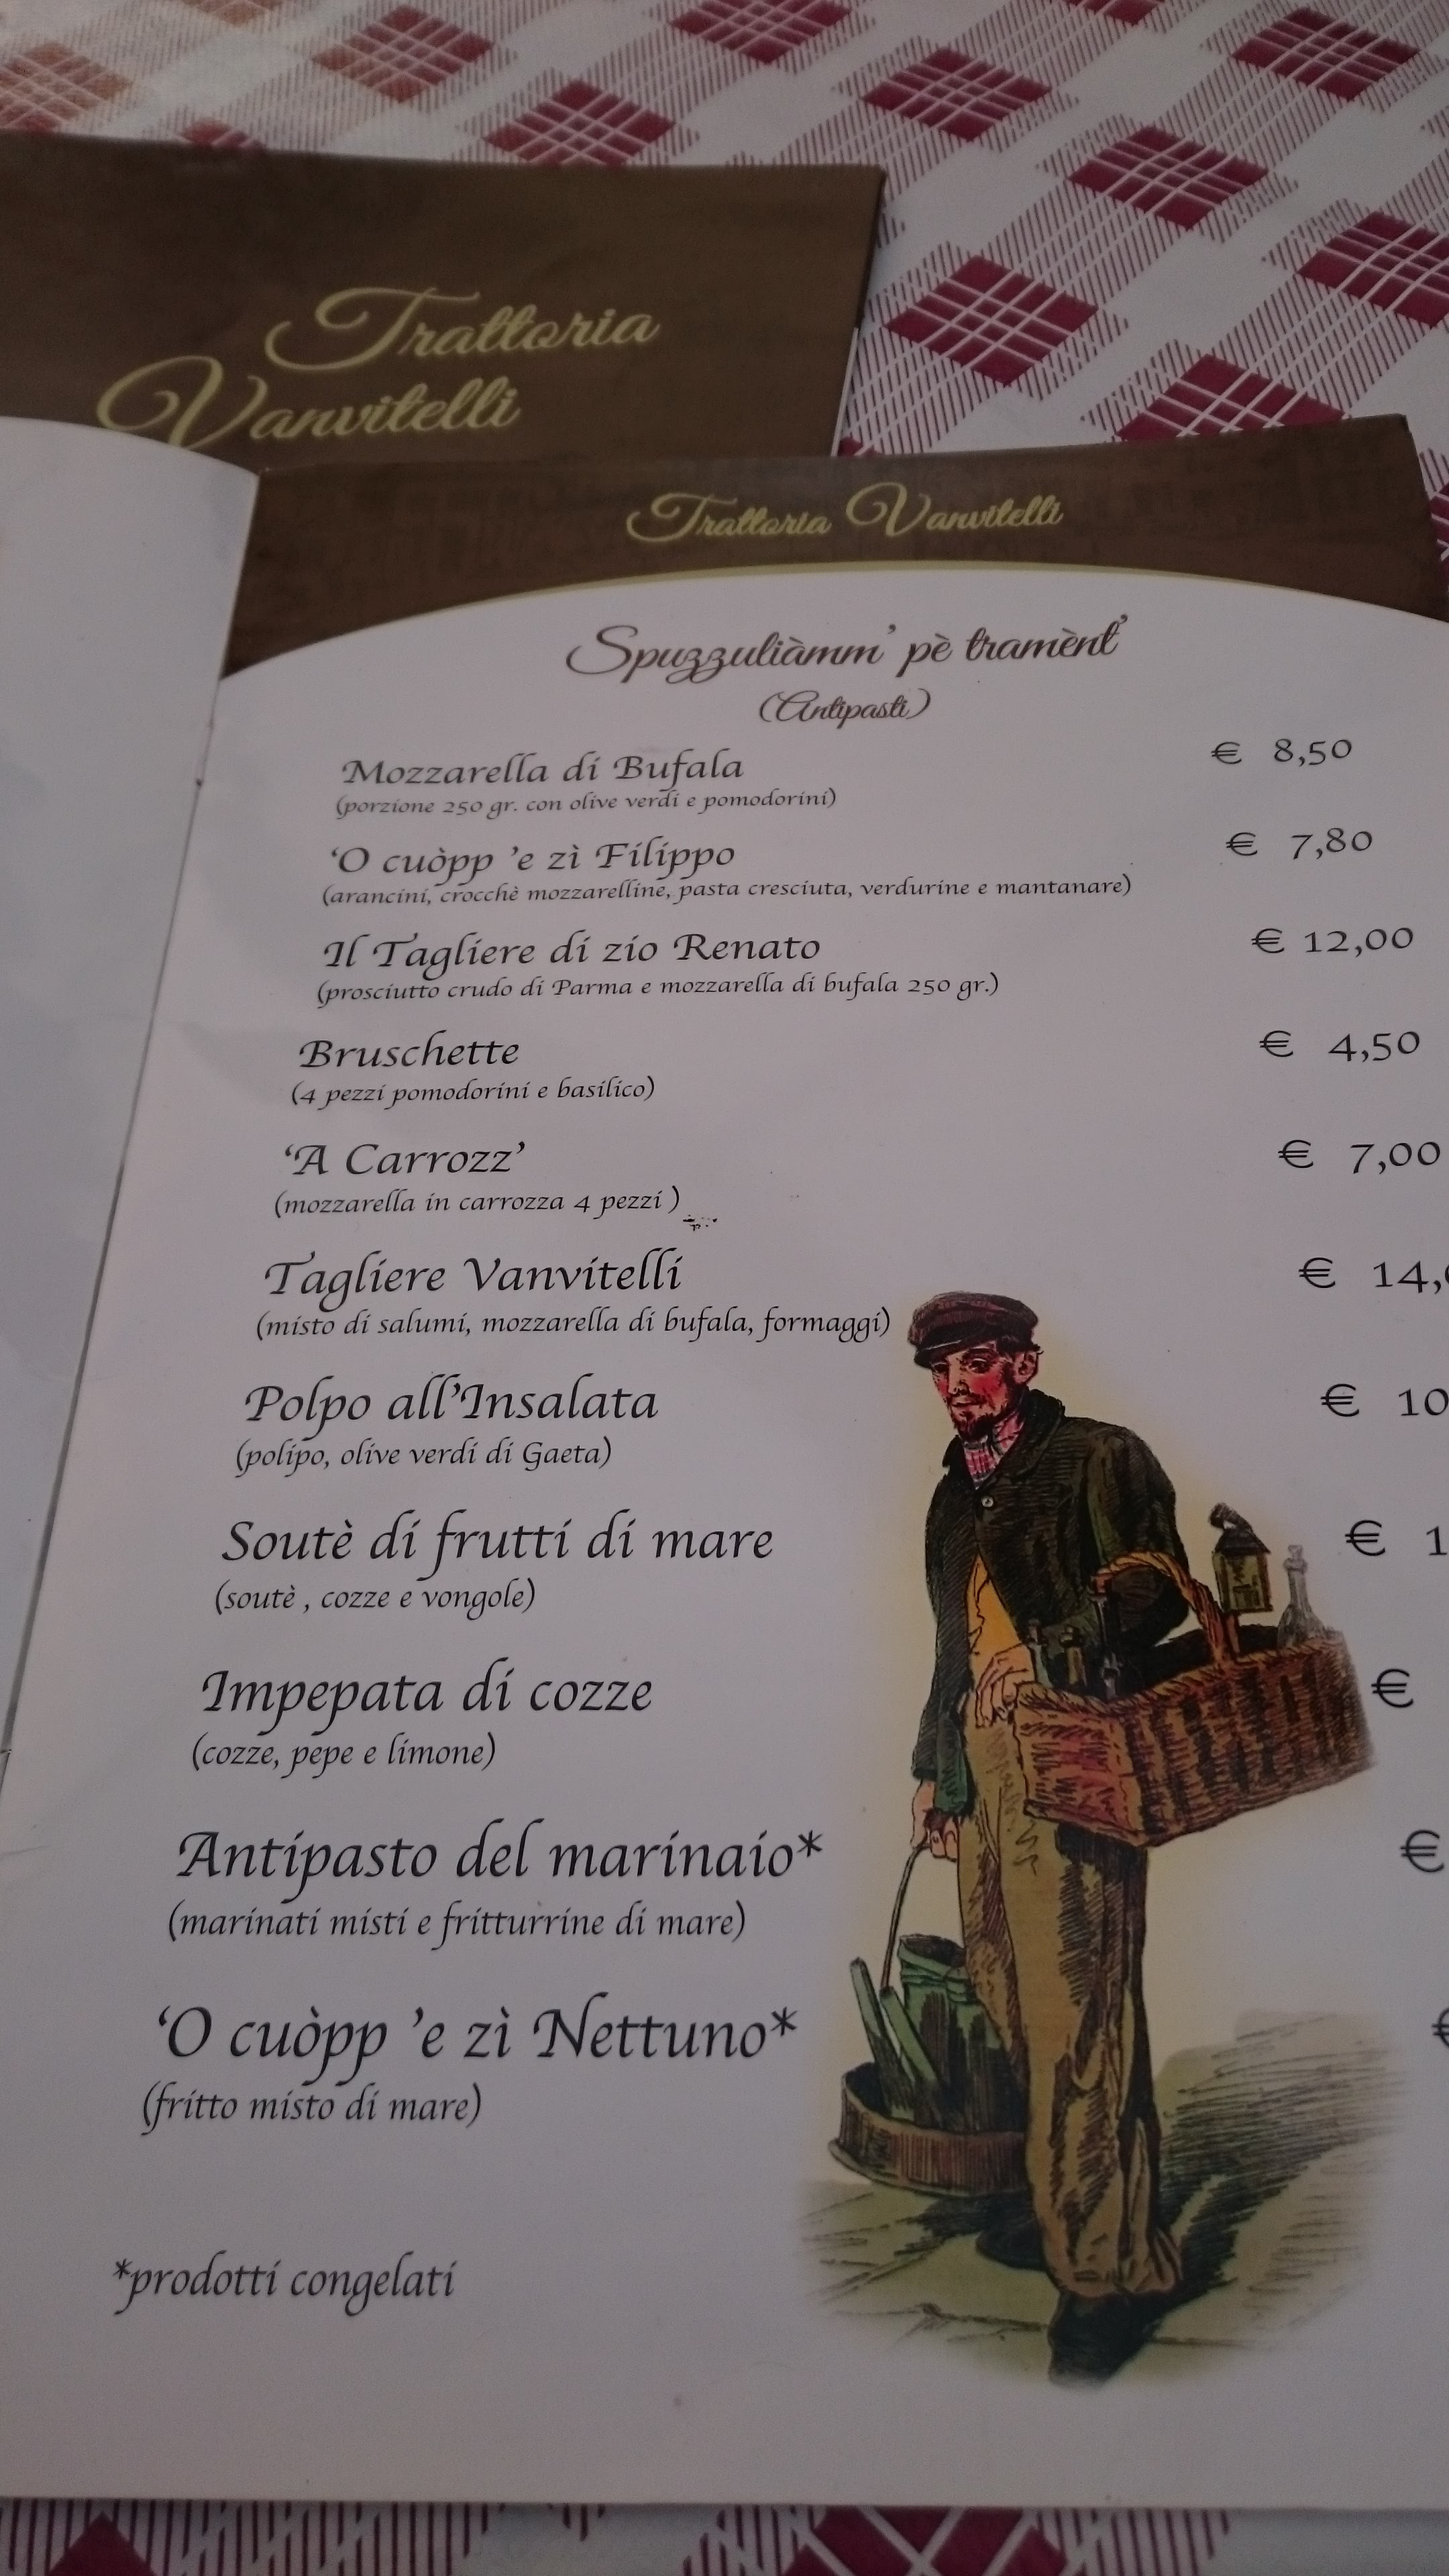 Trattoria
Vanvitelli
Trattoria Vanvitelli
Spuzzuliàmm' pè tramènt'
(Antipasti)
Mozzarella di Bufala € 8,50
(porzione 250 gr. con olive verdi e pomodorini)
'O cuòpp 'e zì Filippo € 7,80
(arancini, crocchè mozzarelline, pasta cresciuta, verdurine e mantanare)
Il Tagliere di zio Renato € 12,00
(prosciutto crudo di Parma e mozzarella di bufala 250 gr.)
Bruschette € 4,50
(4 pezzi pomodorini e basilico)
'A Carrozz' € 7,00
(mozzarella in carrozza 4 pezzi )
Tagliere Vanvitelli € 14,
(misto di salumi, mozzarella di bufala, formaggi)
Polpo all'Insalata € 10
(polipo, olive verdi di Gaeta)
Soutè di frutti di mare € 1
(soutè , cozze e vongole)
Impepata di cozze €
(cozze, pepe e limone)
Antipasto del marinaio* €
(marinati misti e fritturrine di mare)
'O cuòpp 'e zì Nettuno* €
(fritto misto di mare)
*prodotti congelati